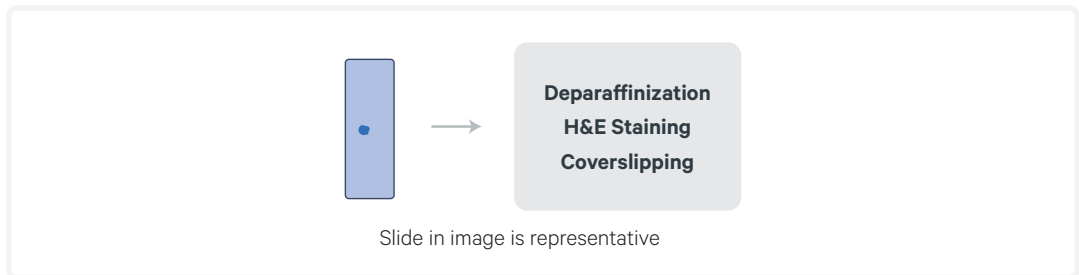 Deparaffinization
H&E Staining
Coverslipping
Slide in image is representative